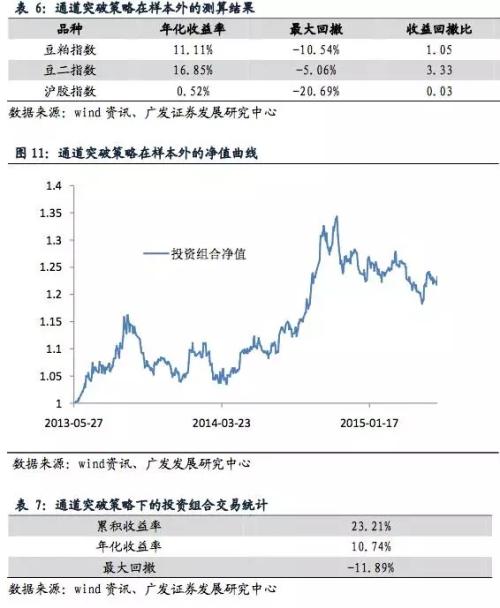 表 6：通道突破策略在样本外的测算结果
品种 年化收益率 最大回撤 收益回撤比
豆粕指数 11.11% -10.54% 1.05
豆二指数 16.85% -5.06% 3.33
沪胶指数 0.52% -20.69% 0.03
数据来源：wind 资讯、广发证券发展研究中心
图 11：通道突破策略在样本外的净值曲线
1.4
1.35
1.3
投资组合净值
1.25
1.2
1.15
1.1
1.05
1
2013-05-27 2014-03-23 2015-01-17
数据来源：wind资讯、广发发展研究中心
表 7：通道突破策略下的投资组合交易统计
累积收益率 23.21%
年化收益率 10.74%
最大回撤 -11.89%
数据来源：wind 资讯、广发证券发展研究中心